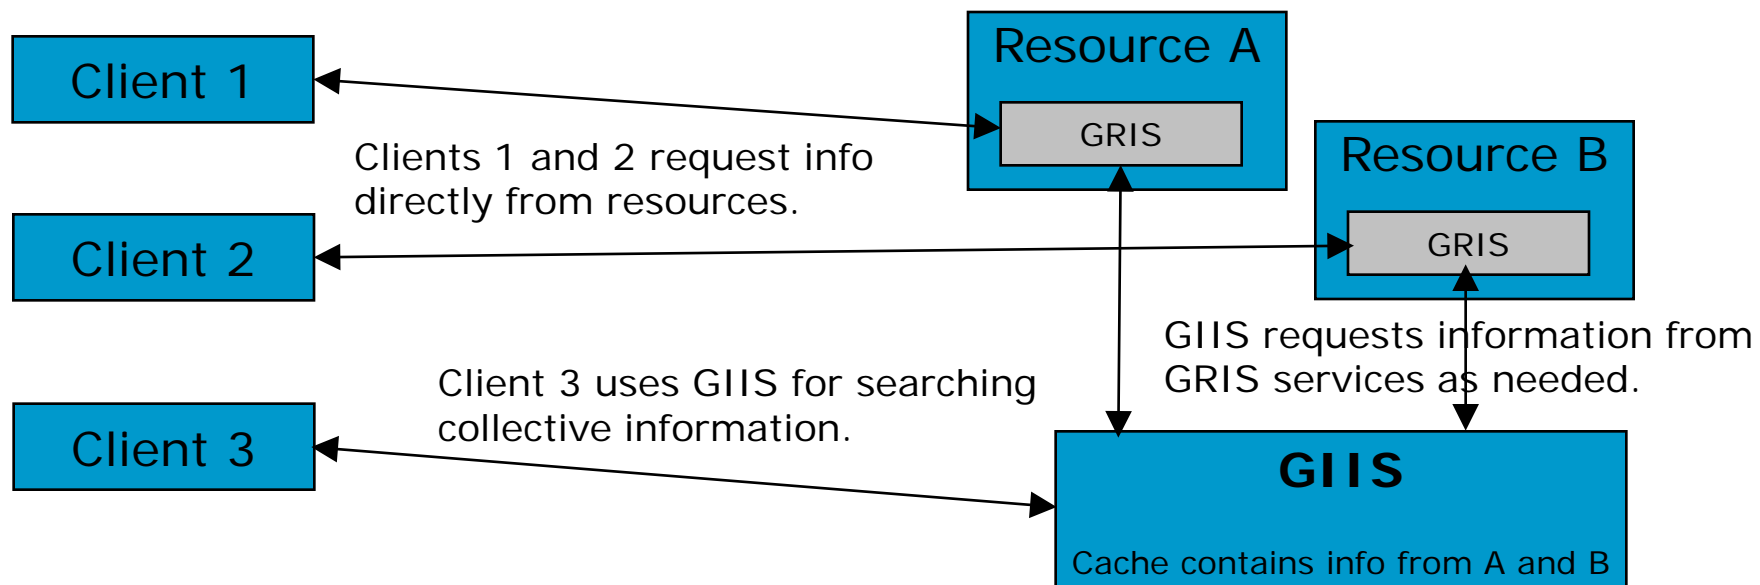 Client 1
Resource A
GRIS
Clients 1 and 2 request info
directly from resources.
Resource B
GRIS
Client 2
GIIS requests information from
GRIS services as needed.
Client 3 uses GIIS for searching
collective information.
Client 3
GIIS
Cache contains info from A and B